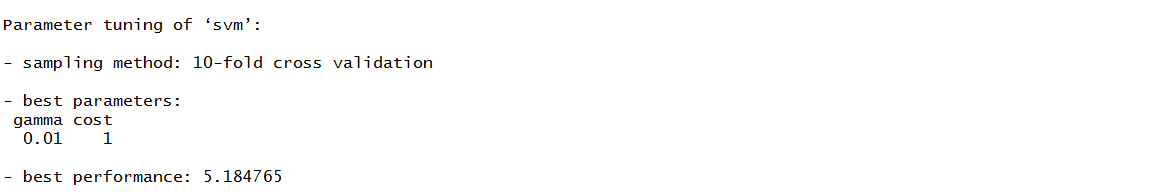 Parameter tuning of ‘svm’:
- sampling method: 10-fold cross validation
- best parameters:
gamma cost
0.01 1
- best performance: 5.184765